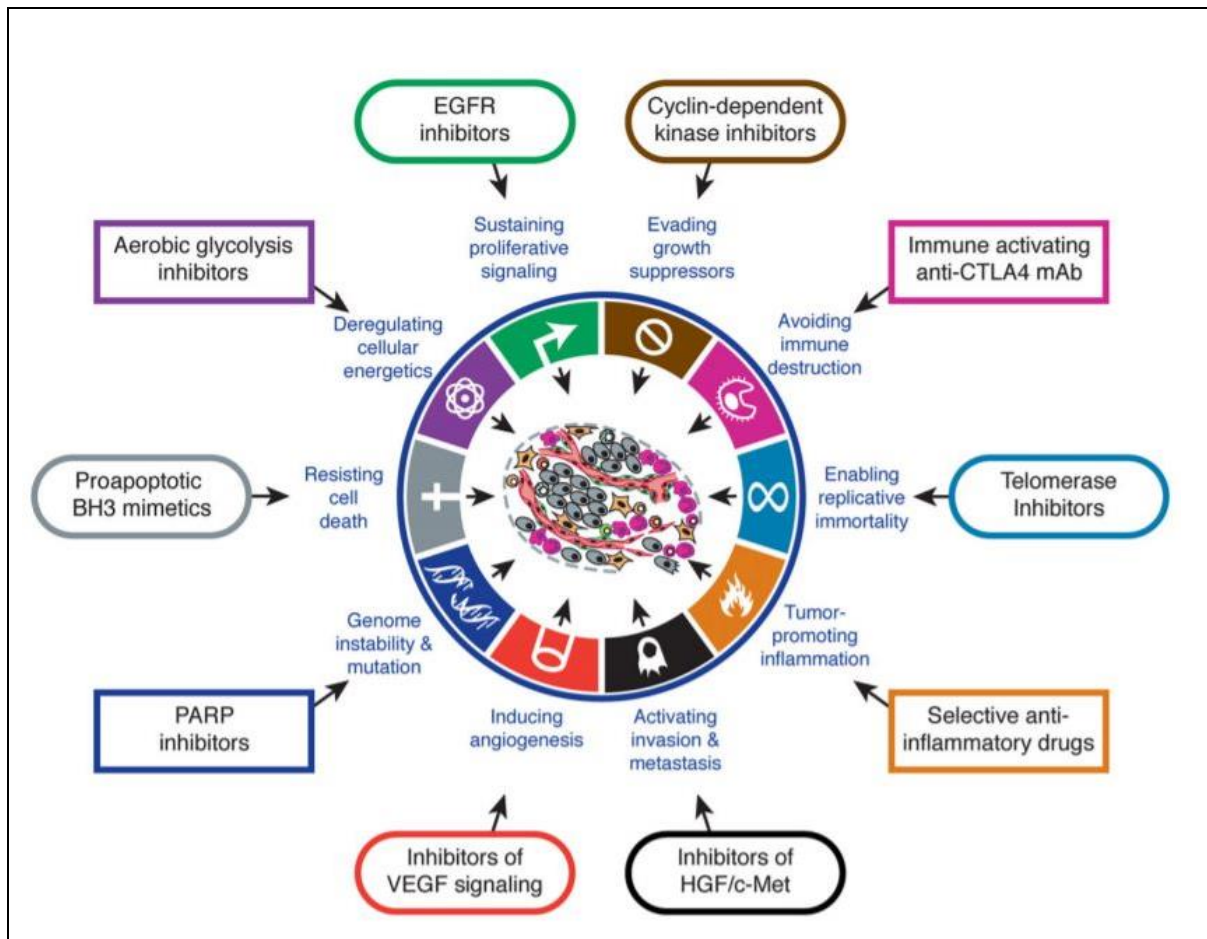 EGFR
inhibitors
Cyclin-dependent
kinase inhibitors
Sustaining
proliferative
signaling
Evading
growth
suppressors
Aerobic glycolysis
inhibitors
Immune activating
anti-CTLA4 mAb
Deregulating
cellular
energetics
Avoiding
immune
destruction
Proapoptotic
BH3 mimetics
Resisting
cell
death
Enabling
replicative
immortality
Telomerase
Inhibitors
Genome
instability &
mutation
Tumor-
promoting
inflammation
PARP
inhibitors
Inducing
angiogenesis
Activating
invasion &
metastasis
Selective anti-
inflammatory drugs
Inhibitors of
VEGF signaling
Inhibitors of
HGF/c-Met